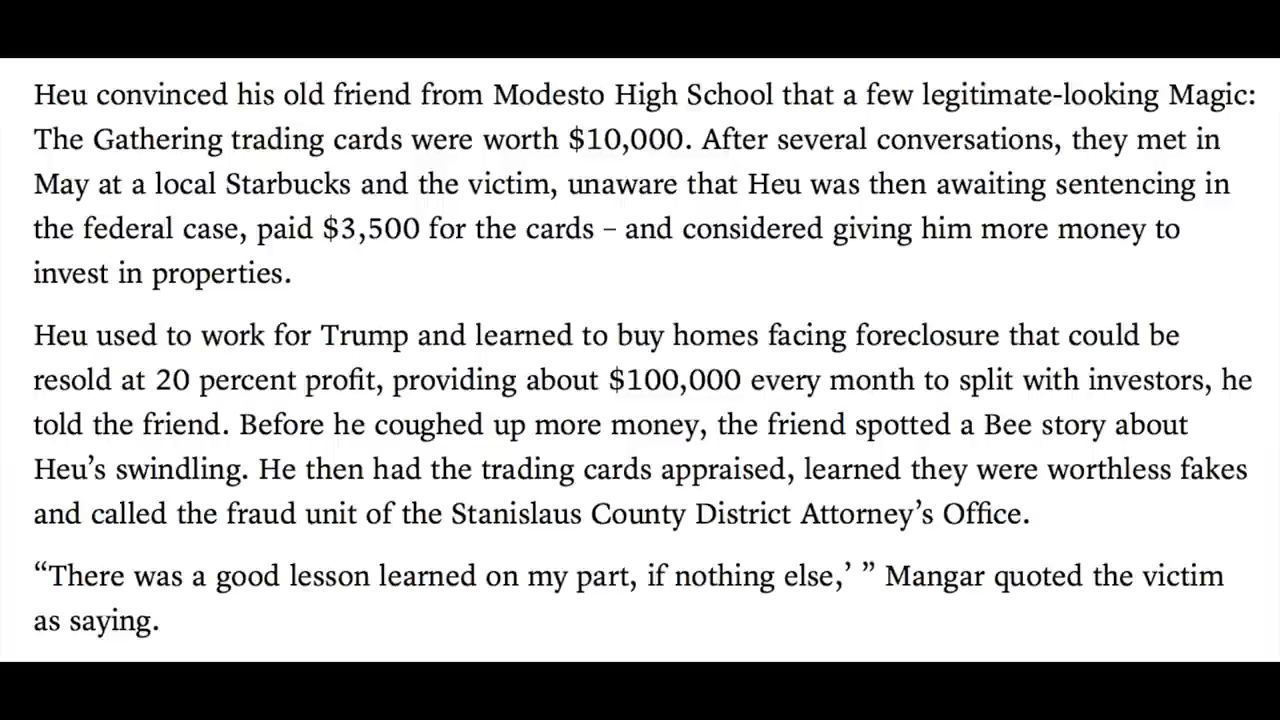 Heu convinced his old friend from Modesto High School that a few legitimate-looking Magic:
The Gathering trading cards were worth $10,000. After several conversations, they met in
May at a local Starbucks and the victim, unaware that Heu was then awaiting sentencing in
the federal case, paid $3,500 for the cards – and considered giving him more money to
invest in properties.
Heu used to work for Trump and learned to buy homes facing foreclosure that could be
resold at 20 percent profit, providing about $100,000 every month to split with investors, he
told the friend. Before he coughed up more money, the friend spotted a Bee story about
Heu’s swindling. He then had the trading cards appraised, learned they were worthless fakes
and called the fraud unit of the Stanislaus County District Attorney’s Office.
“There was a good lesson learned on my part, if nothing else,’ ” Mangar quoted the victim
as saying.